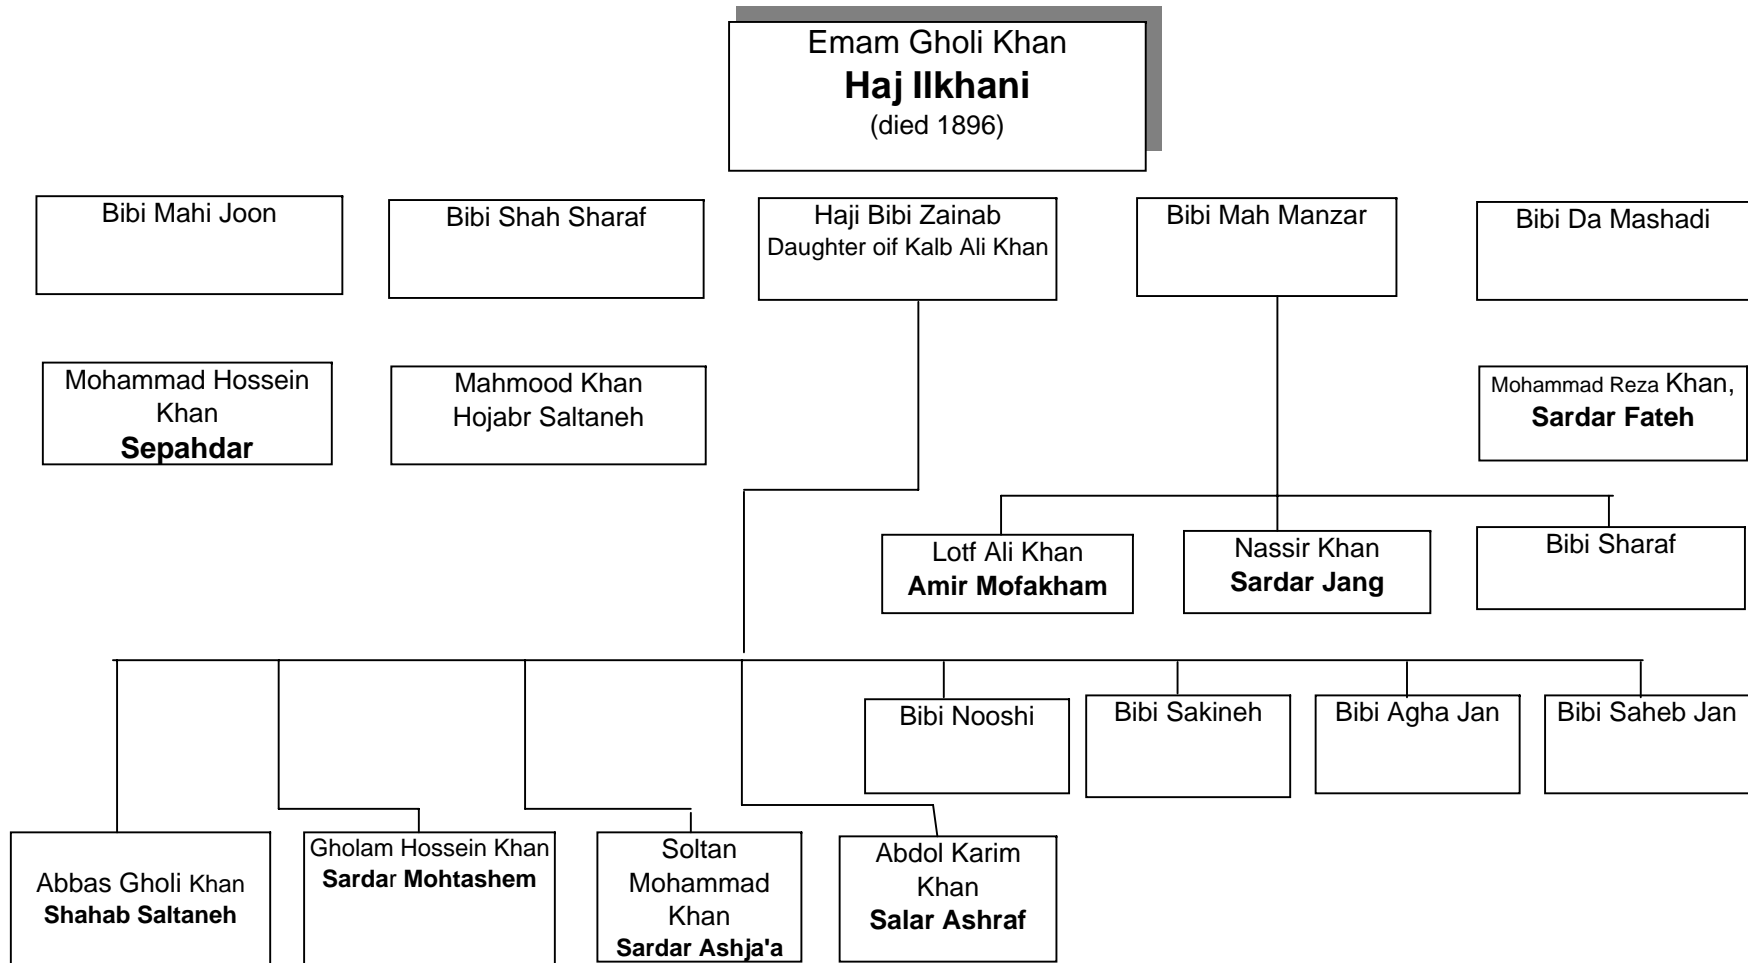 Emam Gholi Khan
Haj Ilkhani
(died 1896)
Bibi Mahi Joon
Bibi Shah Sharaf
Haji Bibi Zainab
Daughter oif Kalb Ali Khan
Bibi Mah Manzar
Bibi Da Mashadi
Mohammad Hossein
Khan
Sepahdar
Mahmood Khan
Hojabr Saltaneh
Mohammad Reza Khan,
Sardar Fateh
Lotf Ali Khan
Amir Mofakham
Nassir Khan
Sardar Jang
Bibi Sharaf
Bibi Nooshi
Bibi Sakineh
Bibi Agha Jan
Bibi Saheb Jan
Abbas Gholi Khan
Shahab Saltaneh
Gholam Hossein Khan
Sardar Mohtashem
Soltan
Mohammad
Khan
Sardar Ashja'a
Abdol Karim
Khan
Salar Ashraf